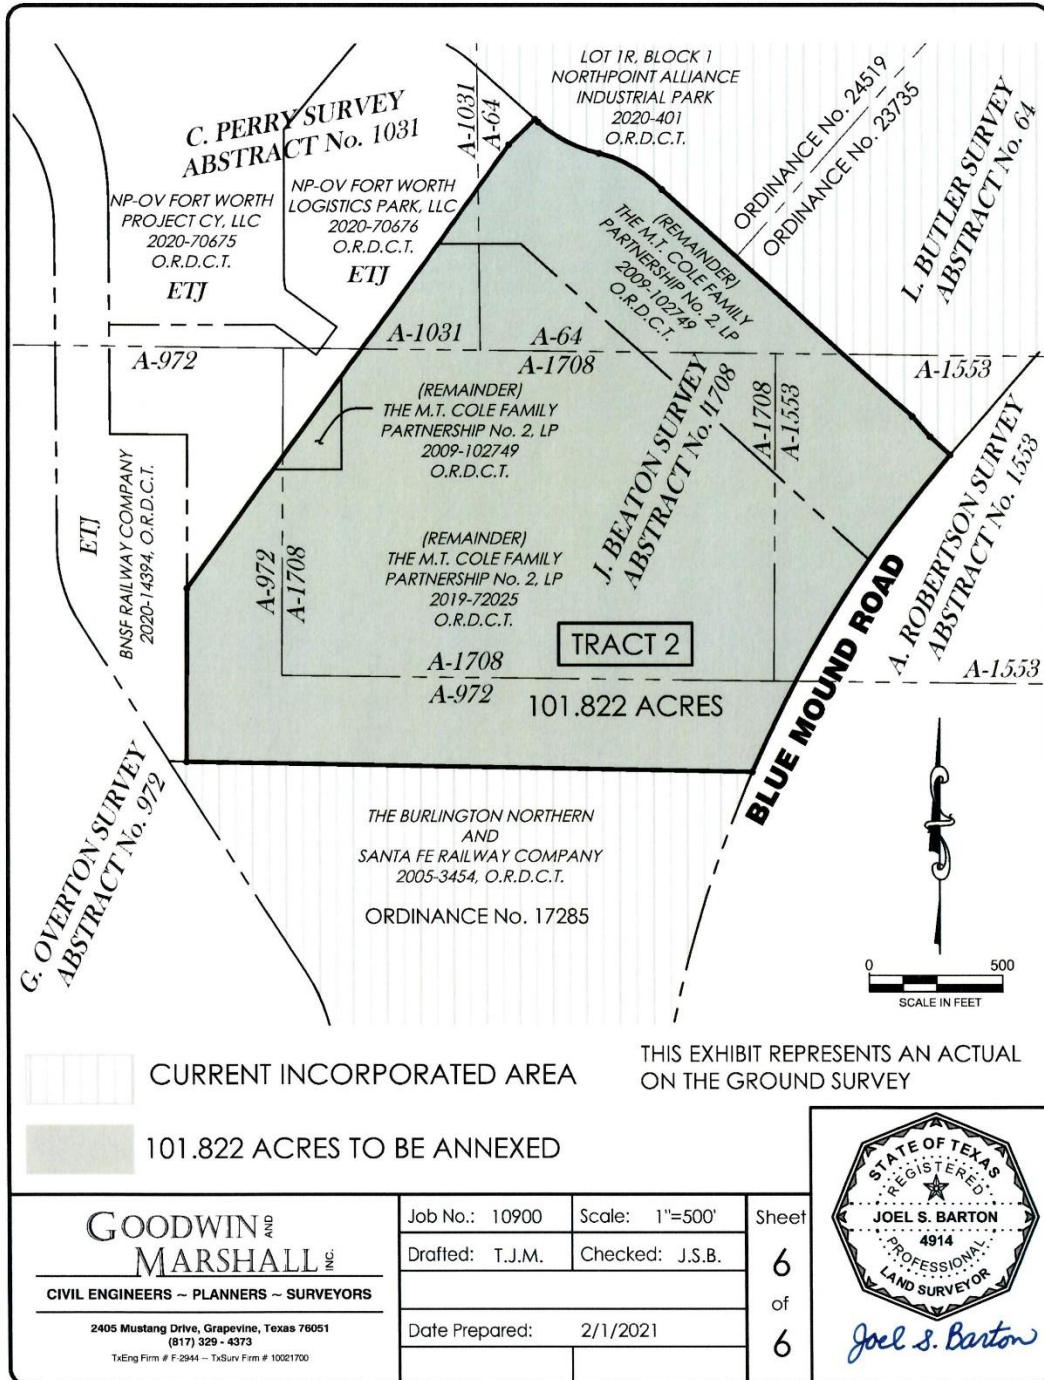 LOT 1R, BLOCK 1
NORTHPOINT ALLIANCE
INDUSTRIAL PARK
2020-401
O.R.D.C.T.
ORDINANCE No. 24519
ORDINANCE No. 23735
L. BUTLER SURVEY
ABSTRACT No. 64
C. PERRY SURVEY
ABSTRACT No. 1031
A-1031
A-64
NP-OV FORT WORTH
PROJECT CY, LLC
2020-70675
O.R.D.C.T.
ETJ
NP-OV FORT WORTH
LOGISTICS PARK, LLC
2020-70676
O.R.D.C.T.
ETJ
(REMAINDER)
THE M.T. COLE FAMILY
PARTNERSHIP No. 2, LP
2009-102749
O.R.D.C.T.
A-972
A-1031
A-64
A-1708
A-1553
(REMAINDER)
THE M.T. COLE FAMILY
PARTNERSHIP No. 2, LP
2009-102749
O.R.D.C.T.
J. BEATON SURVEY
ABSTRACT No. 1708
A-1708
A-1553
ETJ
BNSF RAILWAY COMPANY
2020-14394, O.R.D.C.T.
A-972
A-1708
(REMAINDER)
THE M.T. COLE FAMILY
PARTNERSHIP No. 2, LP
2019-72025
O.R.D.C.T.
TRACT 2
A-1708
A-972
101.822 ACRES
BLUE MOUND ROAD
A. ROBERTSON SURVEY
ABSTRACT No. 1553
A-1553
G. OVERTON SURVEY
ABSTRACT No. 972
THE BURLINGTON NORTHERN
AND
SANTA FE RAILWAY COMPANY
2005-3454, O.R.D.C.T.
ORDINANCE No. 17285
0 500
SCALE IN FEET
CURRENT INCORPORATED AREA
101.822 ACRES TO BE ANNEXED
THIS EXHIBIT REPRESENTS AN ACTUAL
ON THE GROUND SURVEY
GOODWIN AND
MARSHALL INC.
CIVIL ENGINEERS ~ PLANNERS ~ SURVEYORS
2405 Mustang Drive, Grapevine, Texas 76051
(817) 329 - 4373
TxEng Firm # F-2944 -- TxSurv Firm # 10021700
Job No.: 10900
Scale: 1"=500'
Drafted: T.J.M.
Checked: J.S.B.
Date Prepared: 2/1/2021
Sheet
6
of
6
STATE OF TEXAS
REGISTERED
JOEL S. BARTON
4914
PROFESSIONAL
LAND SURVEYOR
Joel S. Barton